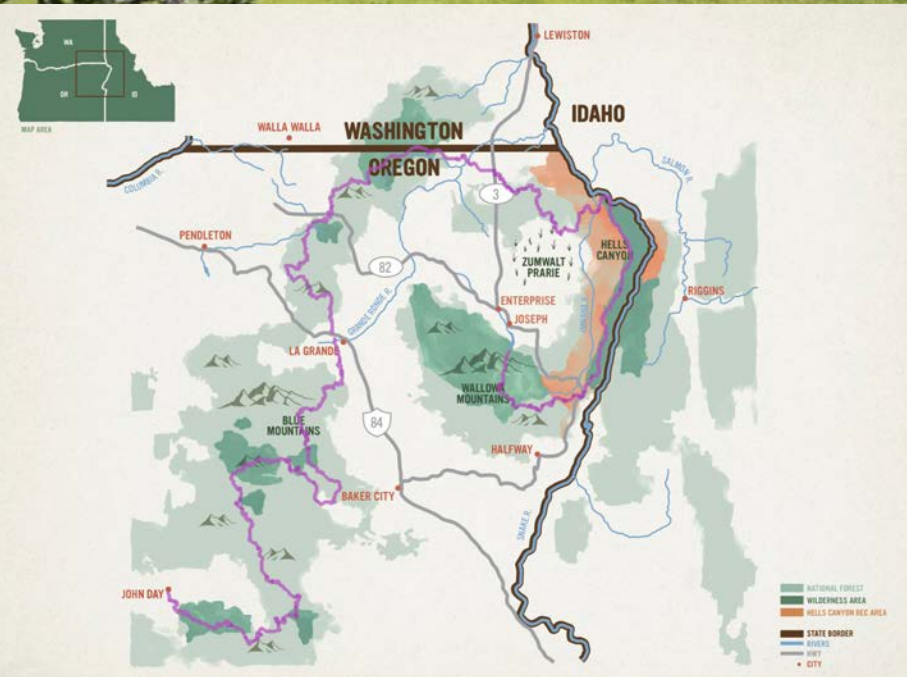 LEWISTON
WA
OR
ID
MAP AREA
WALLA WALLA
WASHINGTON
IDAHO
OREGON
COLUMBIA R.
SALMON R.
3
PENDLETON
HELLS
CANYON
ZUMWALT
PRARIE
82
RIGGINS
ENTERPRISE
JOSEPH
GRANDE RONDE R.
LA GRANDE
WALLOWA
MOUNTAINS
BLUE
MOUNTAINS
84
HALFWAY
BAKER CITY
SNAKE R.
JOHN DAY
NATIONAL FOREST
WILDERNESS AREA
HELLS CANYON REC AREA
STATE BORDER
RIVERS
HWY
CITY